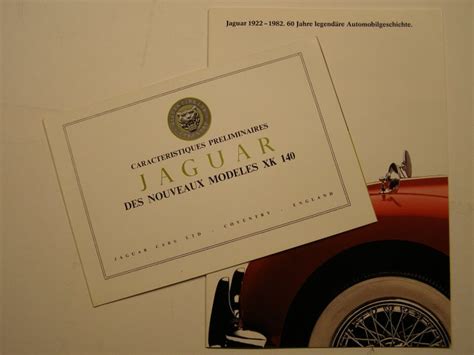 Jaguar 1922–1982. 60 Jahre legendäre Automobilgeschichte.
CARACTERISTIQUES PRELIMINAIRES
JAGUAR
DES NOUVEAUX MODELES XK 140
JAGUAR CARS LTD · COVENTRY · ENGLAND